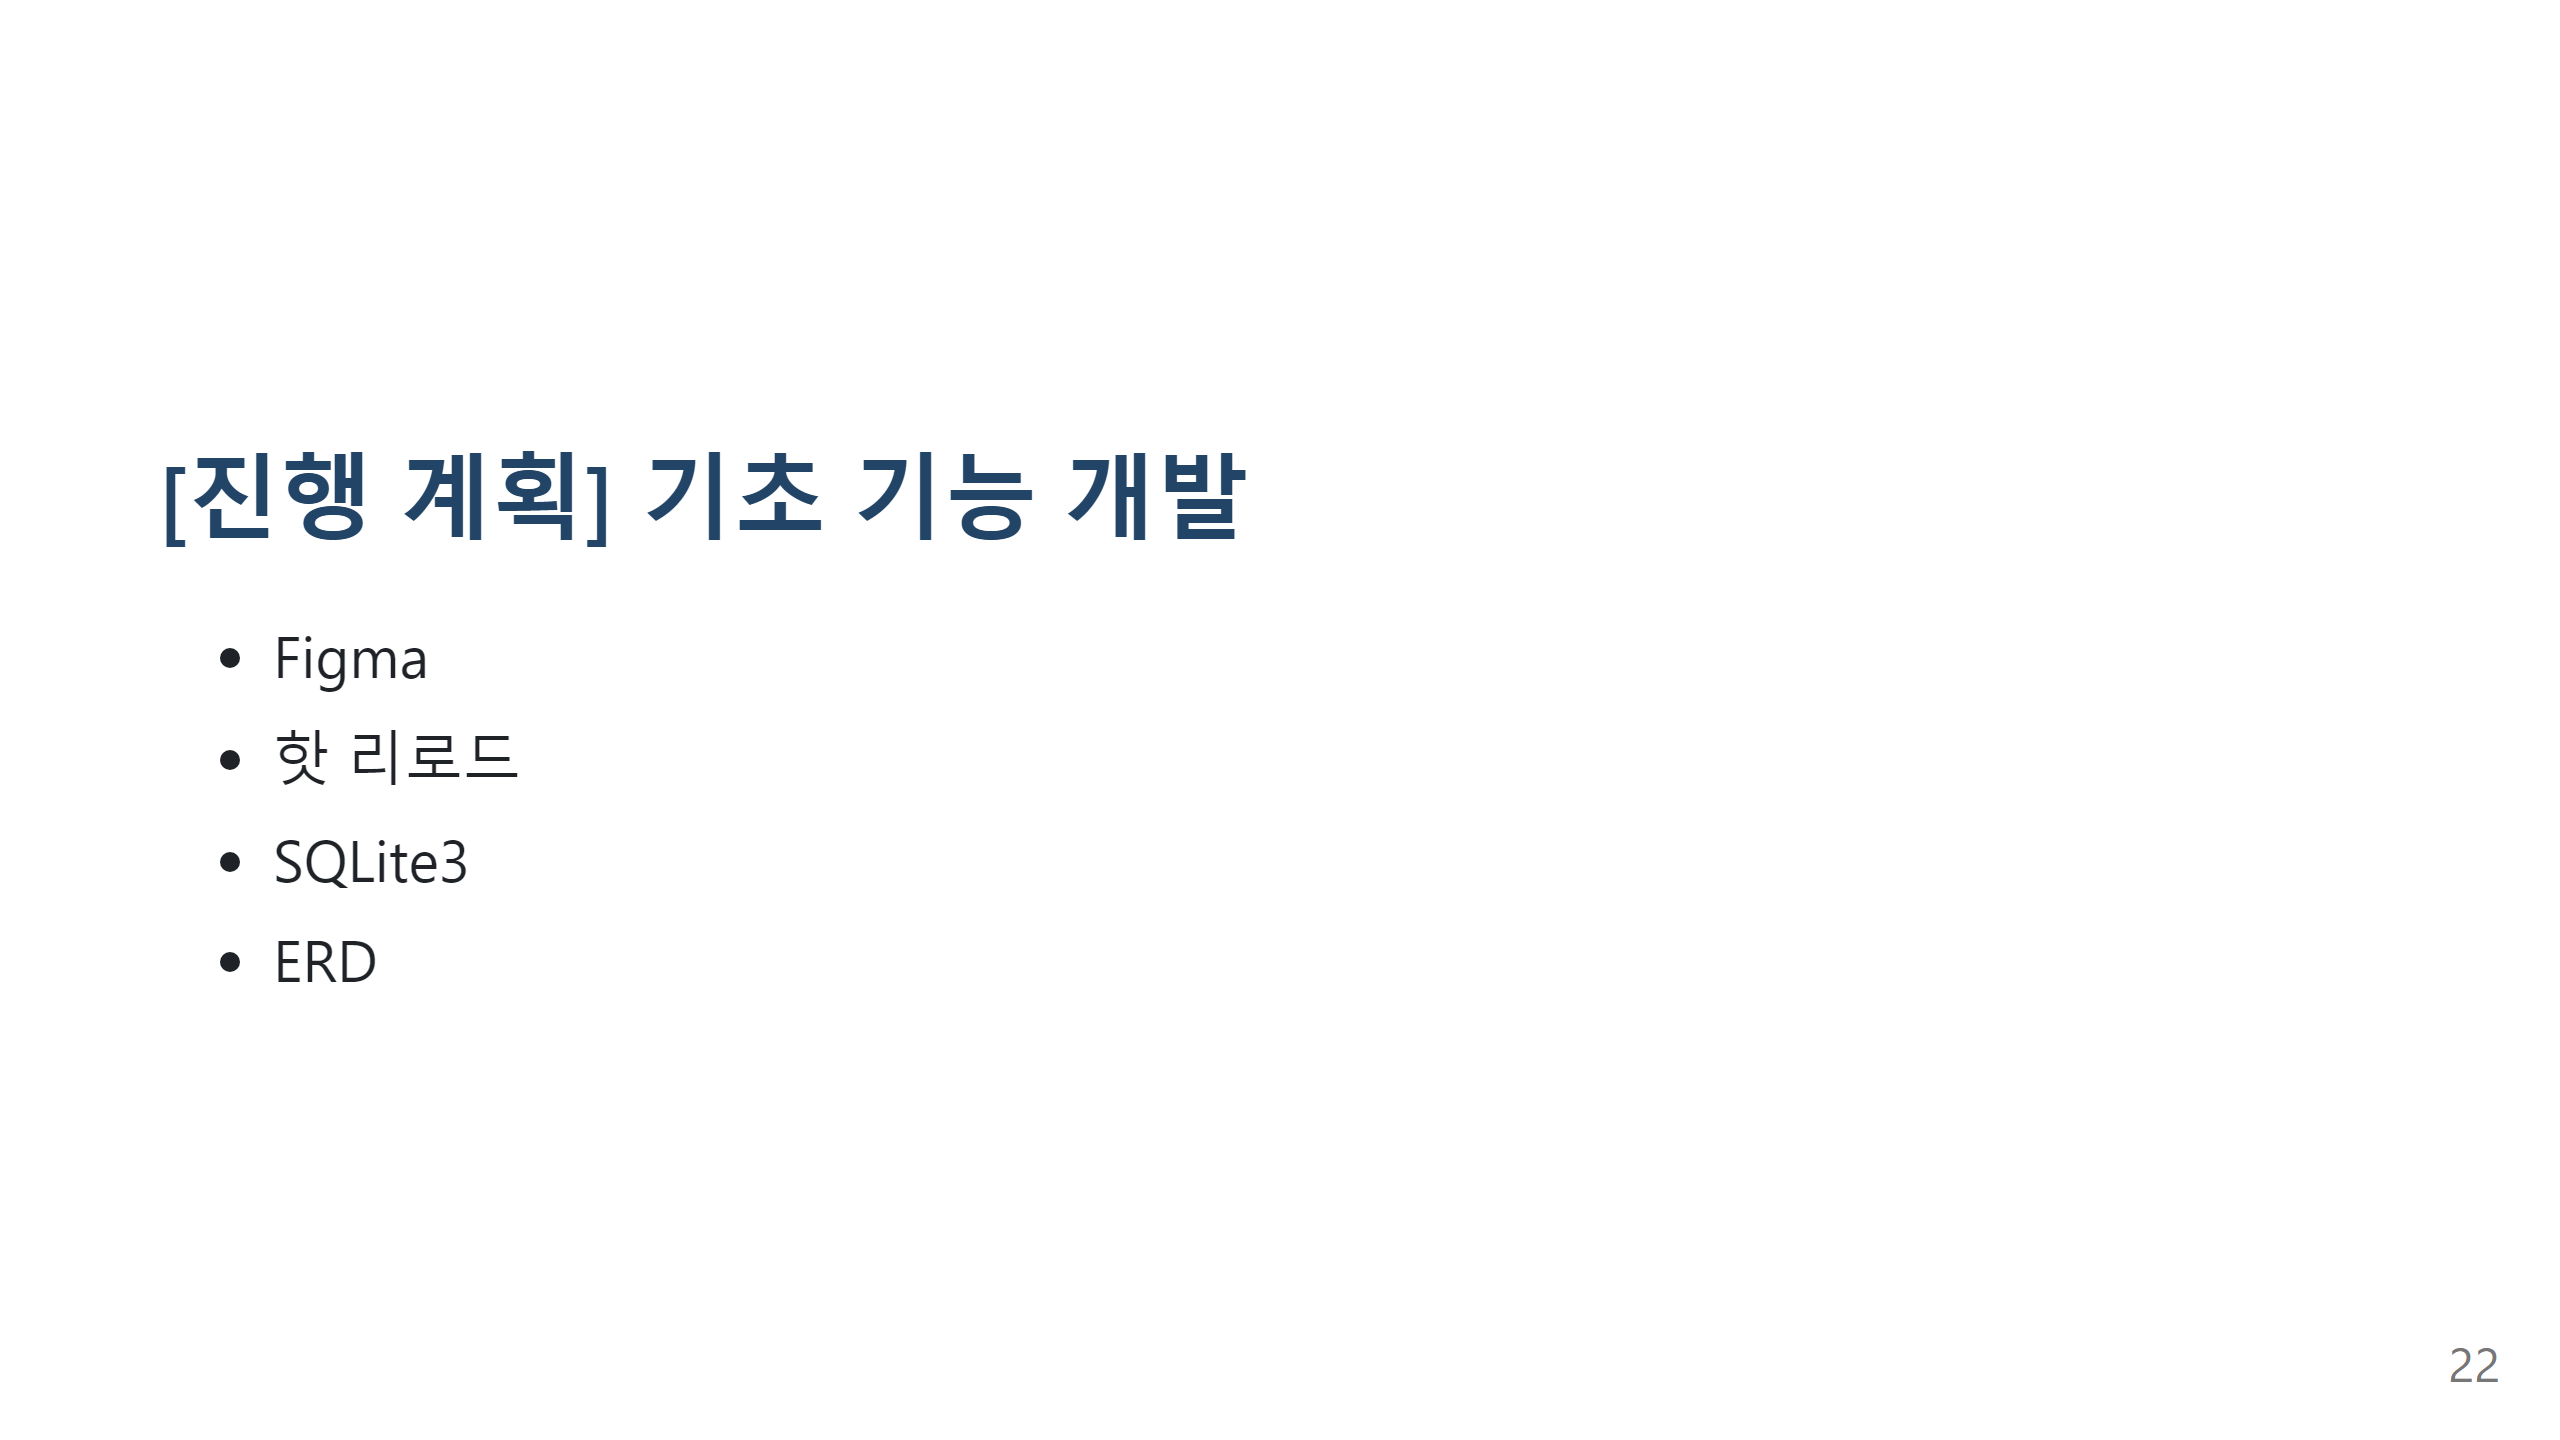 [진행 계획] 기초 기능 개발
• Figma
• 핫 리로드
• SQLite3
• ERD
22